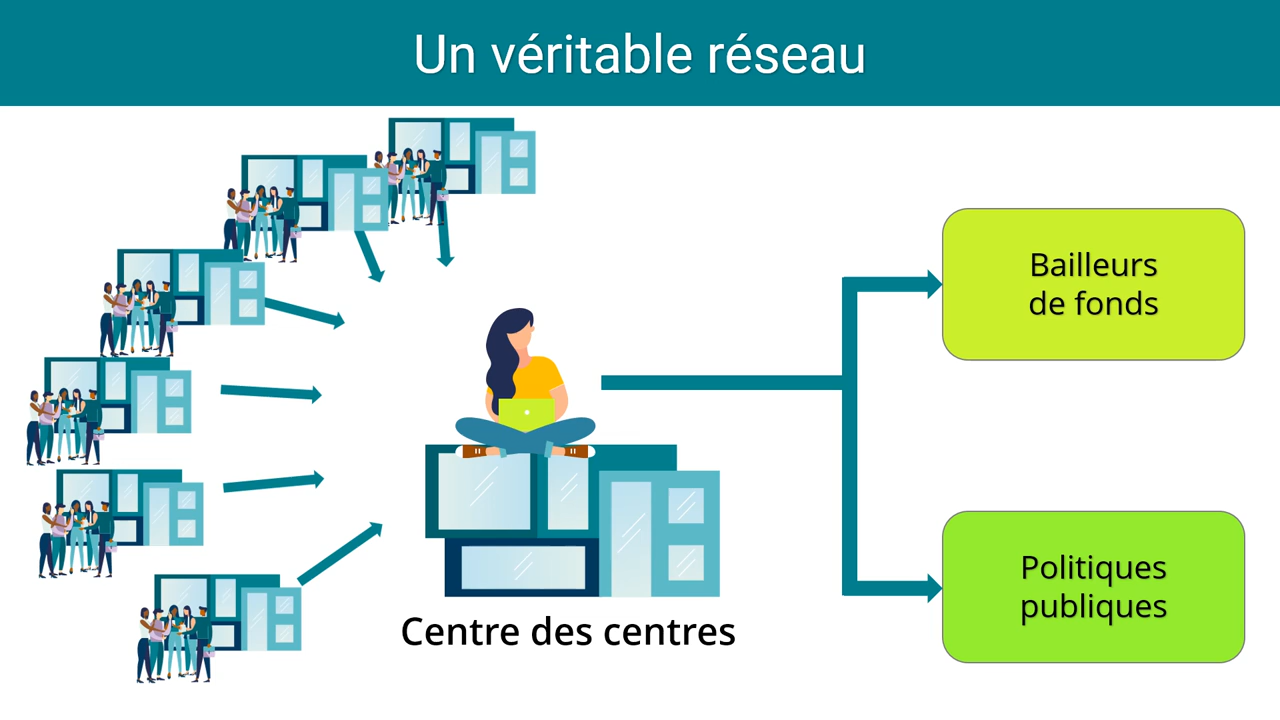 Un véritable réseau
Bailleurs
de fonds
Politiques
publiques
Centre des centres